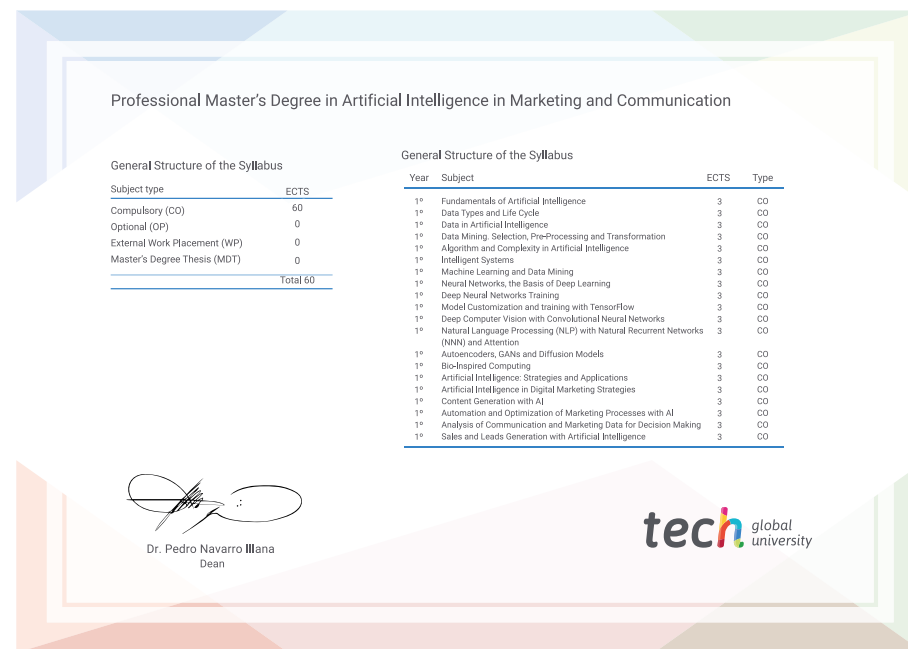 Professional Master's Degree in Artificial Intelligence in Marketing and Communication
General Structure of the Syllabus
Subject type ECTS
Compulsory (CO) 60
Optional (OP) 0
External Work Placement (WP) 0
Master's Degree Thesis (MDT) 0
Total 60
General Structure of the Syllabus
Year Subject ECTS Type
1º Fundamentals of Artificial Intelligence 3 CO
1º Data Types and Life Cycle 3 CO
1º Data in Artificial Intelligence 3 CO
1º Data Mining. Selection, Pre-Processing and Transformation 3 CO
1º Algorithm and Complexity in Artificial Intelligence 3 CO
1º Intelligent Systems 3 CO
1º Machine Learning and Data Mining 3 CO
1º Neural Networks, the Basis of Deep Learning 3 CO
1º Deep Neural Networks Training 3 CO
1º Model Customization and training with TensorFlow 3 CO
1º Deep Computer Vision with Convolutional Neural Networks 3 CO
1º Natural Language Processing (NLP) with Natural Recurrent Networks 3 CO
(NNN) and Attention
1º Autoencoders, GANs and Diffusion Models 3 CO
1º Bio-Inspired Computing 3 CO
1º Artificial Intelligence: Strategies and Applications 3 CO
1º Artificial Intelligence in Digital Marketing Strategies 3 CO
1º Content Generation with AI 3 CO
1º Automation and Optimization of Marketing Processes with AI 3 CO
1º Analysis of Communication and Marketing Data for Decision Making 3 CO
1º Sales and Leads Generation with Artificial Intelligence 3 CO
Dr. Pedro Navarro Illana
Dean
tech global
university